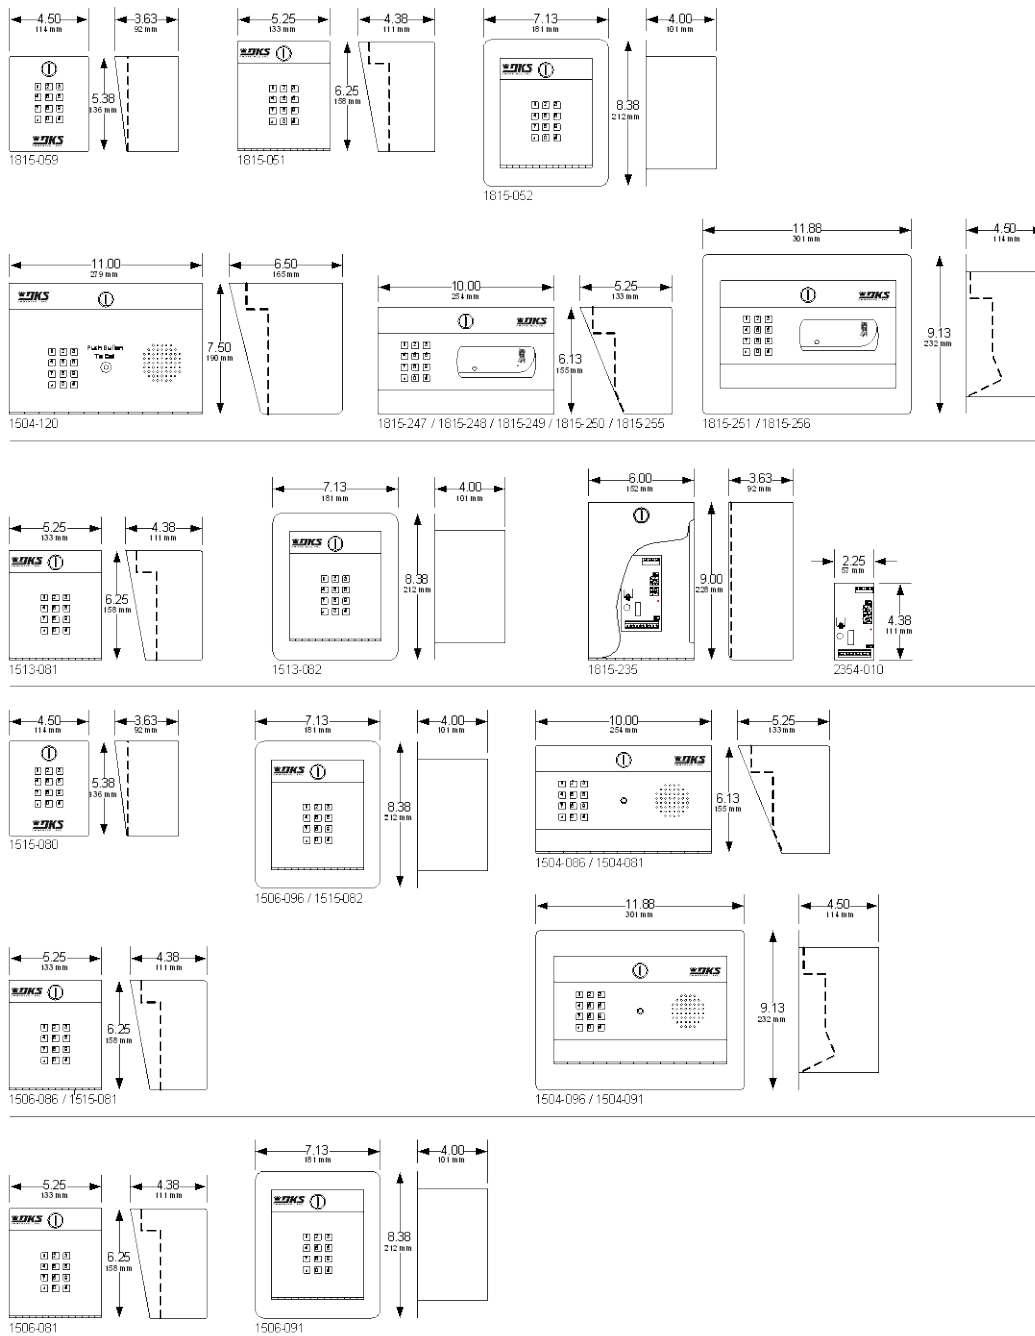 4.50
114 mm
3.63
92 mm
5.38
136 mm
DKS
1815-059
5.25
133 mm
4.38
111 mm
DKS
6.25
158 mm
1815-051
7.13
181 mm
4.00
101 mm
DKS
8.38
212 mm
1815-052
11.00
279 mm
6.50
165 mm
DKS
Push Button
To Call
7.50
190 mm
1504-120
10.00
254 mm
5.25
133 mm
DKS
6.13
155 mm
1815-247 / 1815-248 / 1815-249 / 1815-250 / 1815-255
11.88
301 mm
4.50
114 mm
DKS
9.13
232 mm
1815-251 / 1815-256
5.25
133 mm
4.38
111 mm
DKS
6.25
158 mm
1513-081
7.13
181 mm
4.00
101 mm
DKS
8.38
212 mm
1513-082
6.00
152 mm
3.63
92 mm
9.00
228 mm
1815-235
2.25
57 mm
4.38
111 mm
2354-010
4.50
114 mm
3.63
92 mm
5.38
136 mm
DKS
1515-080
7.13
181 mm
4.00
101 mm
DKS
8.38
212 mm
1506-096 / 1515-082
10.00
254 mm
5.25
133 mm
DKS
6.13
155 mm
1504-086 / 1504-081
5.25
133 mm
4.38
111 mm
DKS
6.25
158 mm
1506-086 / 1515-081
11.88
301 mm
4.50
114 mm
DKS
9.13
232 mm
1504-096 / 1504-091
5.25
133 mm
4.38
111 mm
DKS
6.25
158 mm
1506-081
7.13
181 mm
4.00
101 mm
DKS
8.38
212 mm
1506-091